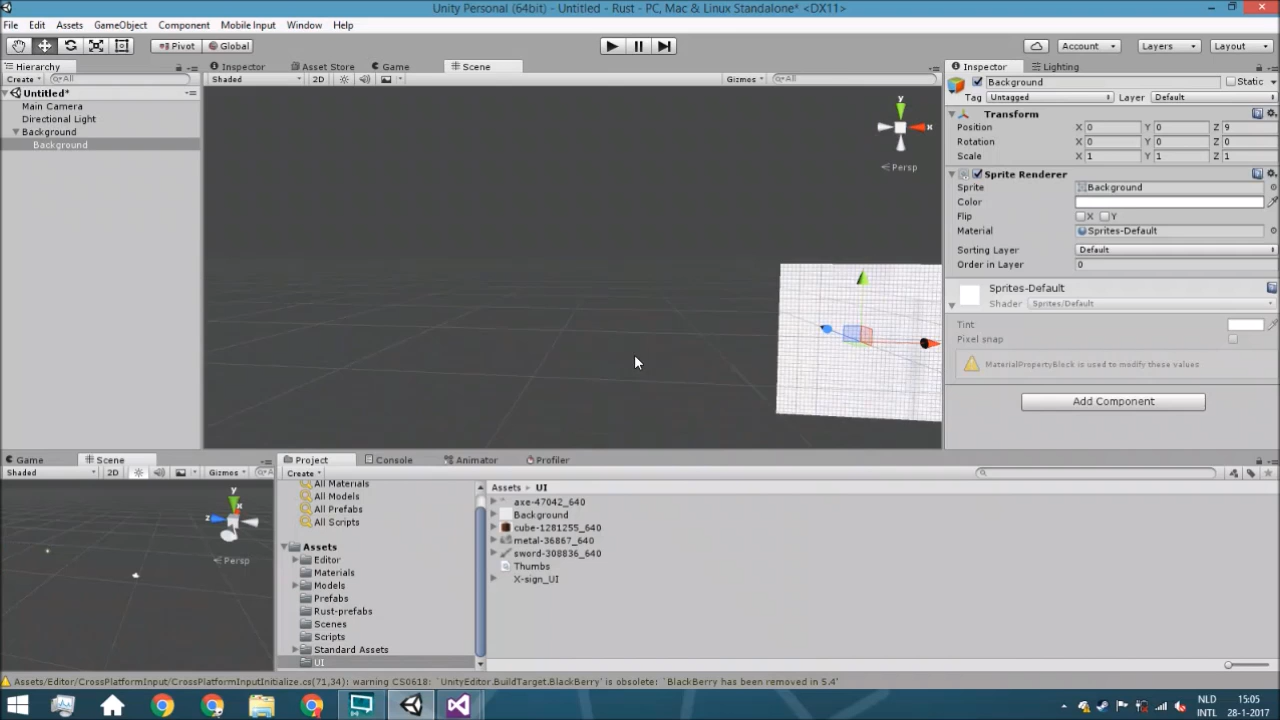 Unity Personal (64bit) - Untitled - Rust - PC, Mac & Linux Standalone* <DX11>
File Edit Assets GameObject Component Mobile Input Window Help
Pivot Global Account Layers Layout
Hierarchy Inspector Asset Store Game Scene Inspector Lighting
Create All Shaded 2D Gizmos All Background Static
Untitled* Tag Untagged Layer Default
Main Camera Transform
Directional Light Position X 0 Y 0 Z 9
Background Rotation X 0 Y 0 Z 0
Background Scale X 1 Y 1 Z 1
y x
Persp
Sprite Renderer
Sprite Background
Color
Flip X Y
Material Sprites-Default
Sorting Layer Default
Order in Layer 0
Sprites-Default
Shader Sprites/Default
Tint
Pixel snap
MaterialPropertyBlock is used to modify these values
Add Component
Game Scene Project Console Animator Profiler
Shaded 2D Gizmos Create
y z
Persp
All Materials
All Models
All Prefabs
All Scripts
Assets
Editor
Materials
Models
Prefabs
Rust-prefabs
Scenes
Scripts
Standard Assets
UI
Assets UI
axe-47042_640
Background
cube-1281255_640
metal-36867_640
sword-308836_640
Thumbs
X-sign_UI
Assets/Editor/CrossPlatformInput/CrossPlatformInputInitialize.cs(71,34): warning CS0618: `UnityEditor.BuildTarget.BlackBerry' is obsolete: `BlackBerry has been removed in 5.4'
NLD 15:05
INTL 28-1-2017